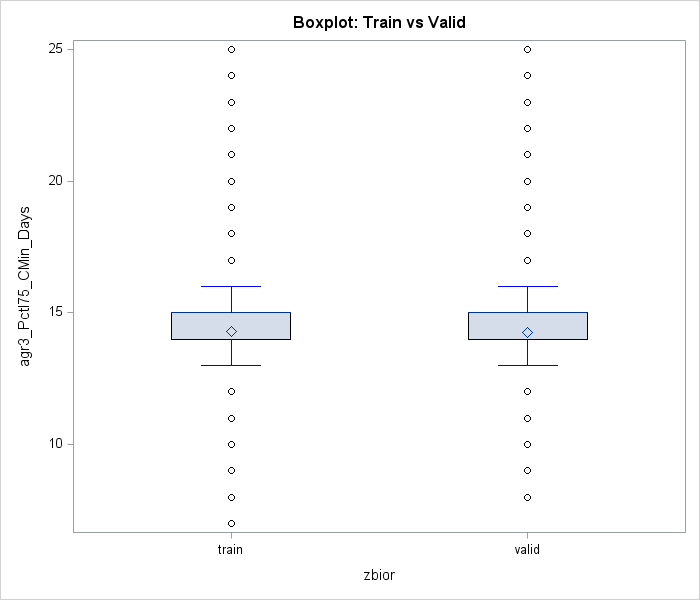 Boxplot: Train vs Valid
25
20
15
10
agr3_Pctl75_CMin_Days
train
valid
zbior